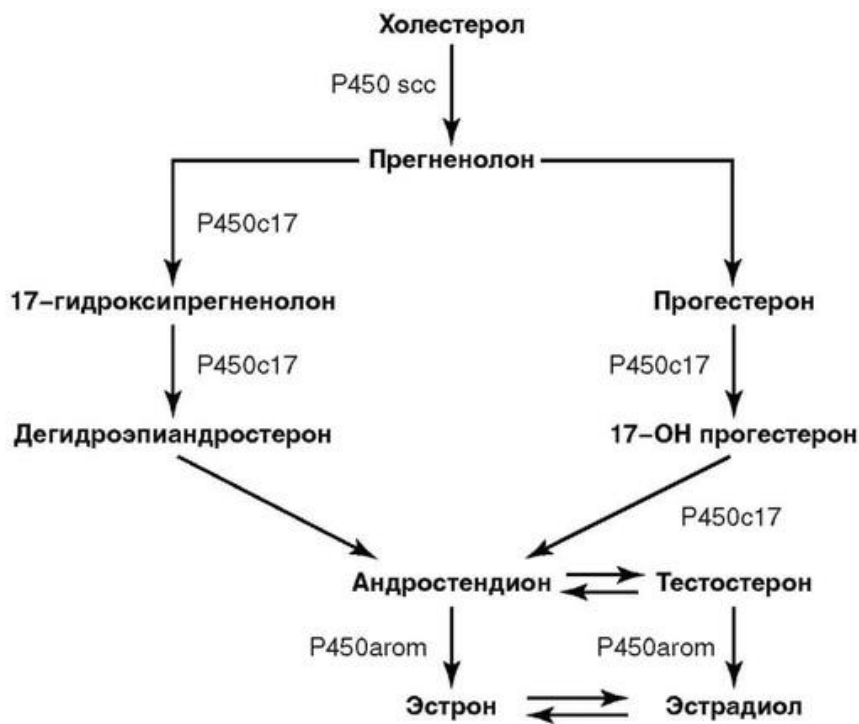 Холестерол
P450 scc
Прегненолон
P450c17
17–гидроксипрегненолон
Прогестерон
P450c17
P450c17
Дегидроэпиандростерон
17–ОН прогестерон
P450c17
Андростендион
Тестостерон
P450arom
P450arom
Эстрон
Эстрадиол